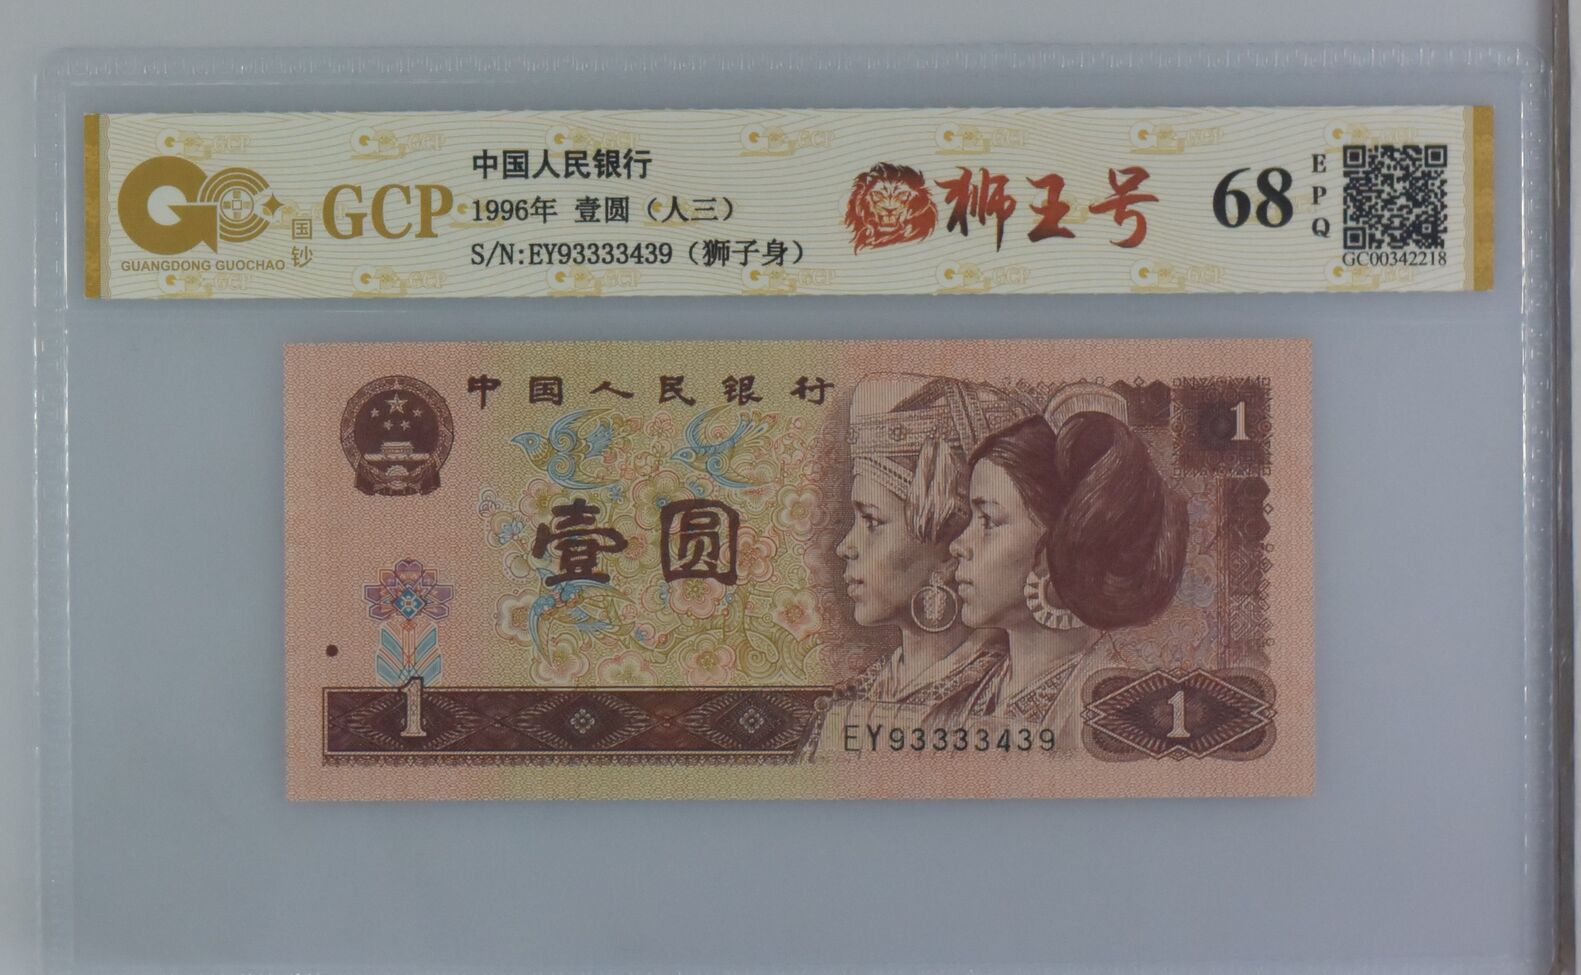 中国人民银行
GCP
1996年 壹圆（人三）
S/N:EY93333439（狮子身）
国钞
GUANGDONG GUOCHAO
狮王号
68
EPQ
GC00342218
中国人民银行
1
壹圆
1
1
EY93333439